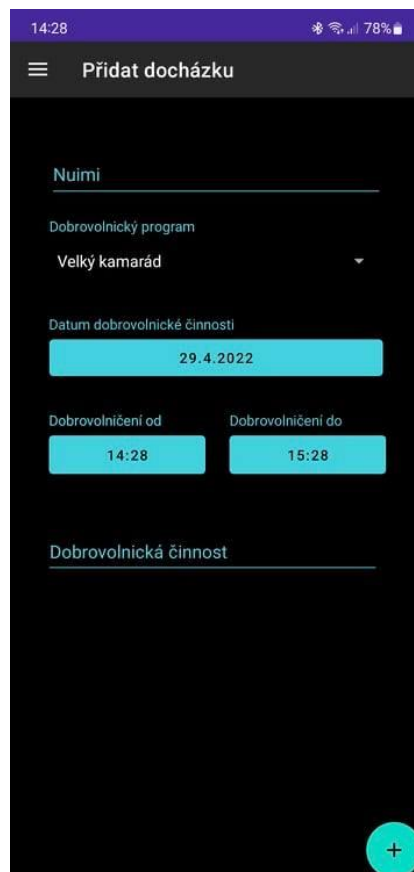 14:28 78%
Přidat docházku
Nuimi
Dobrovolnický program
Velký kamarád
Datum dobrovolnické činnosti
29.4.2022
Dobrovolničení od Dobrovolničení do
14:28 15:28
Dobrovolnická činnost
+